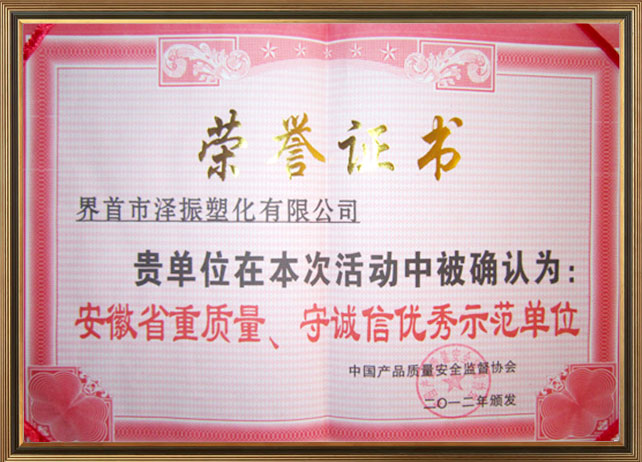 荣誉证书
界首市泽振塑化有限公司
贵单位在本次活动中被确认为：
安徽省重质量、守诚信优秀示范单位
中国产品质量安全监督协会
二〇一二年颁发